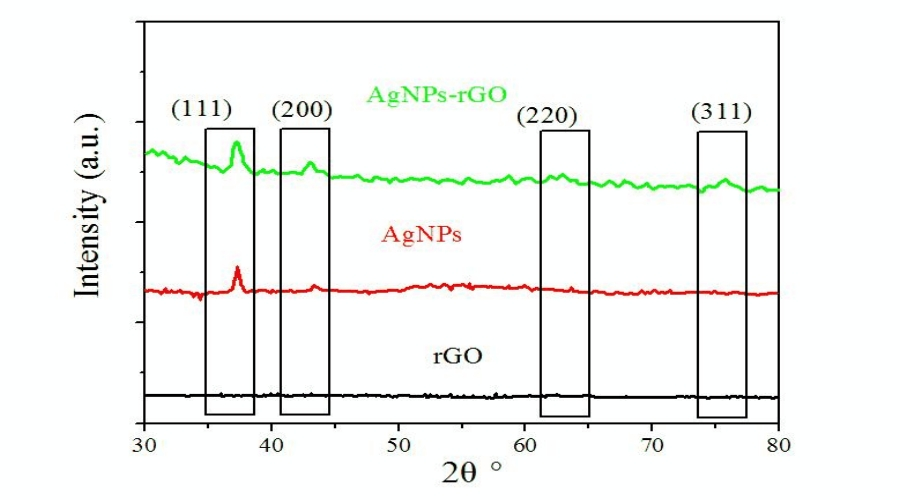 AgNPs-rGO
(111)
(200)
(220)
(311)
AgNPs
rGO
Intensity (a.u.)
30
40
50
60
70
80
2θ °